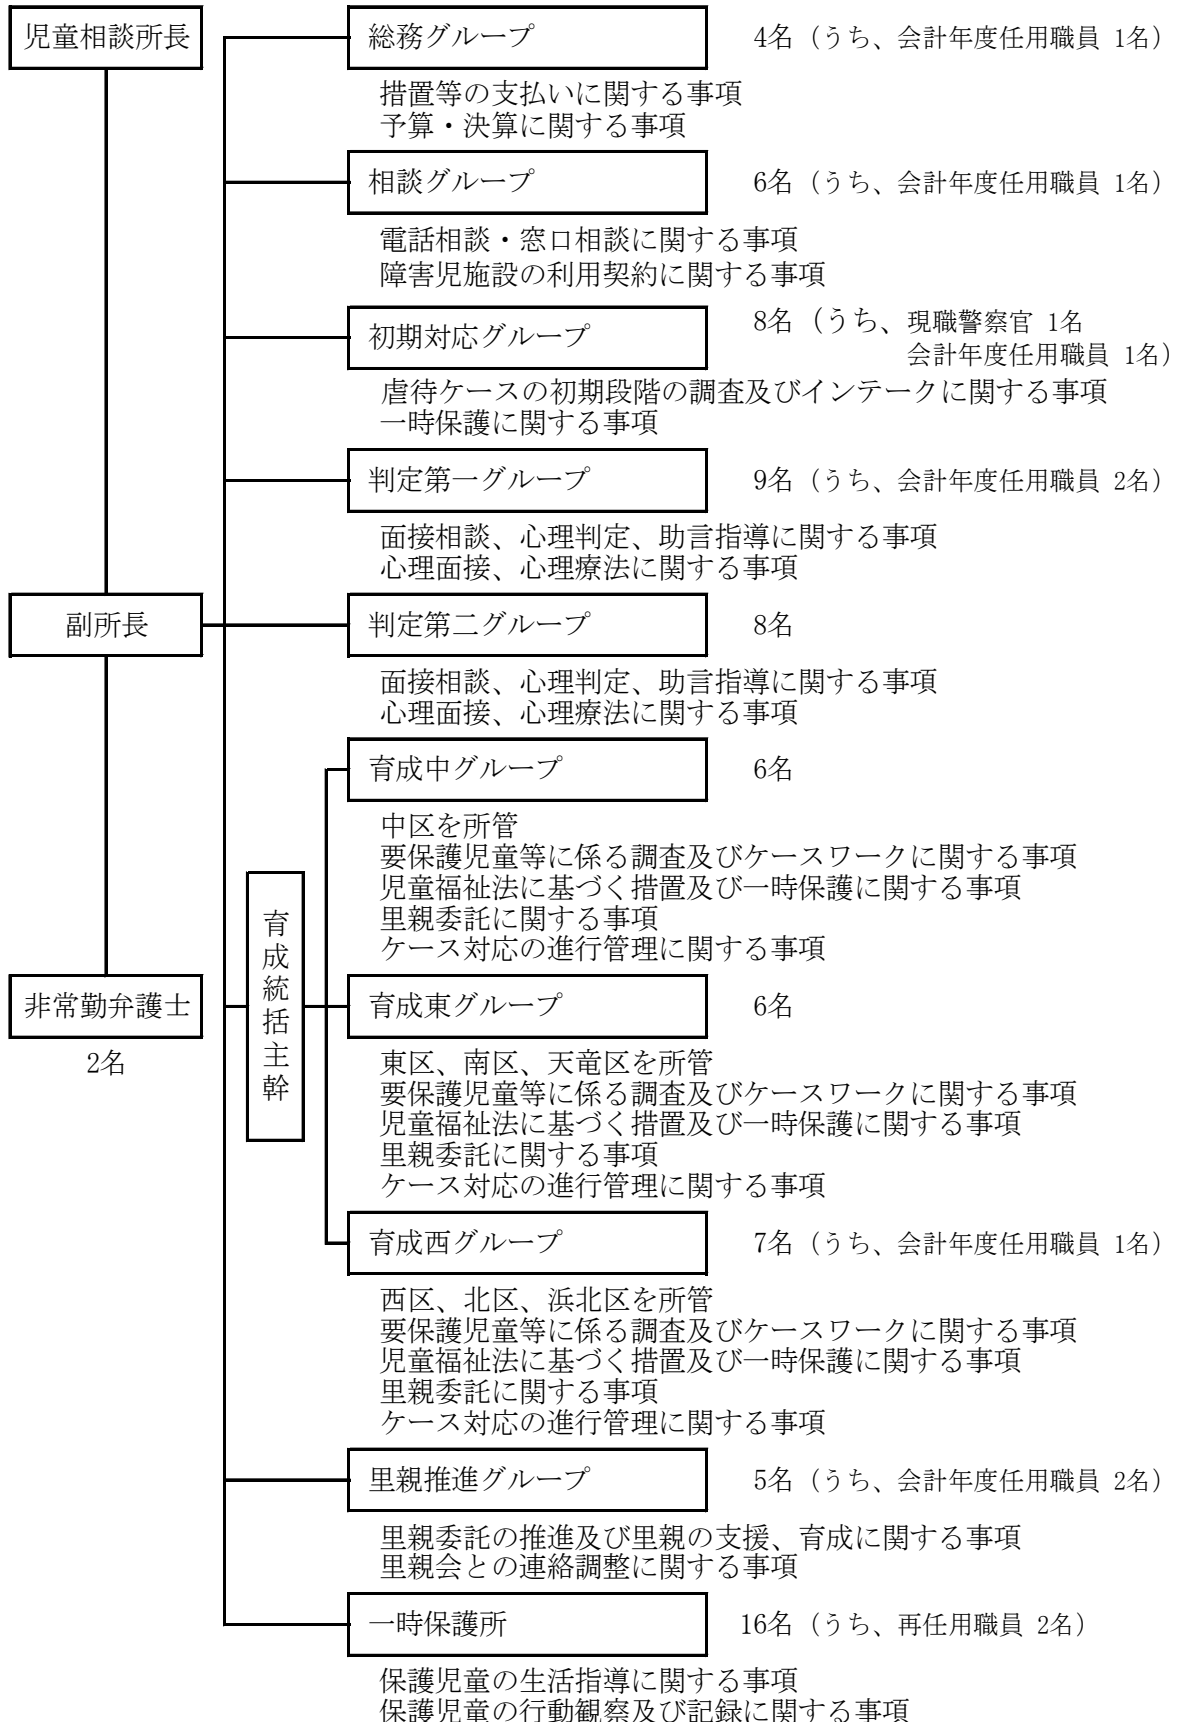 児童相談所長
総務グループ 4名（うち、会計年度任用職員 1名）
措置等の支払いに関する事項
予算・決算に関する事項
相談グループ 6名（うち、会計年度任用職員 1名）
電話相談・窓口相談に関する事項
障害児施設の利用契約に関する事項
初期対応グループ 8名（うち、現職警察官 1名
会計年度任用職員 1名）
虐待ケースの初期段階の調査及びインテークに関する事項
一時保護に関する事項
判定第一グループ 9名（うち、会計年度任用職員 2名）
面接相談、心理判定、助言指導に関する事項
心理面接、心理療法に関する事項
副所長
判定第二グループ 8名
面接相談、心理判定、助言指導に関する事項
心理面接、心理療法に関する事項
育成中グループ 6名
中区を所管
要保護児童等に係る調査及びケースワークに関する事項
児童福祉法に基づく措置及び一時保護に関する事項
里親委託に関する事項
ケース対応の進行管理に関する事項
非常勤弁護士
2名
育成統括主幹
育成東グループ 6名
東区、南区、天竜区を所管
要保護児童等に係る調査及びケースワークに関する事項
児童福祉法に基づく措置及び一時保護に関する事項
里親委託に関する事項
ケース対応の進行管理に関する事項
育成西グループ 7名（うち、会計年度任用職員 1名）
西区、北区、浜北区を所管
要保護児童等に係る調査及びケースワークに関する事項
児童福祉法に基づく措置及び一時保護に関する事項
里親委託に関する事項
ケース対応の進行管理に関する事項
里親推進グループ 5名（うち、会計年度任用職員 2名）
里親委託の推進及び里親の支援、育成に関する事項
里親会との連絡調整に関する事項
一時保護所 16名（うち、再任用職員 2名）
保護児童の生活指導に関する事項
保護児童の行動観察及び記録に関する事項